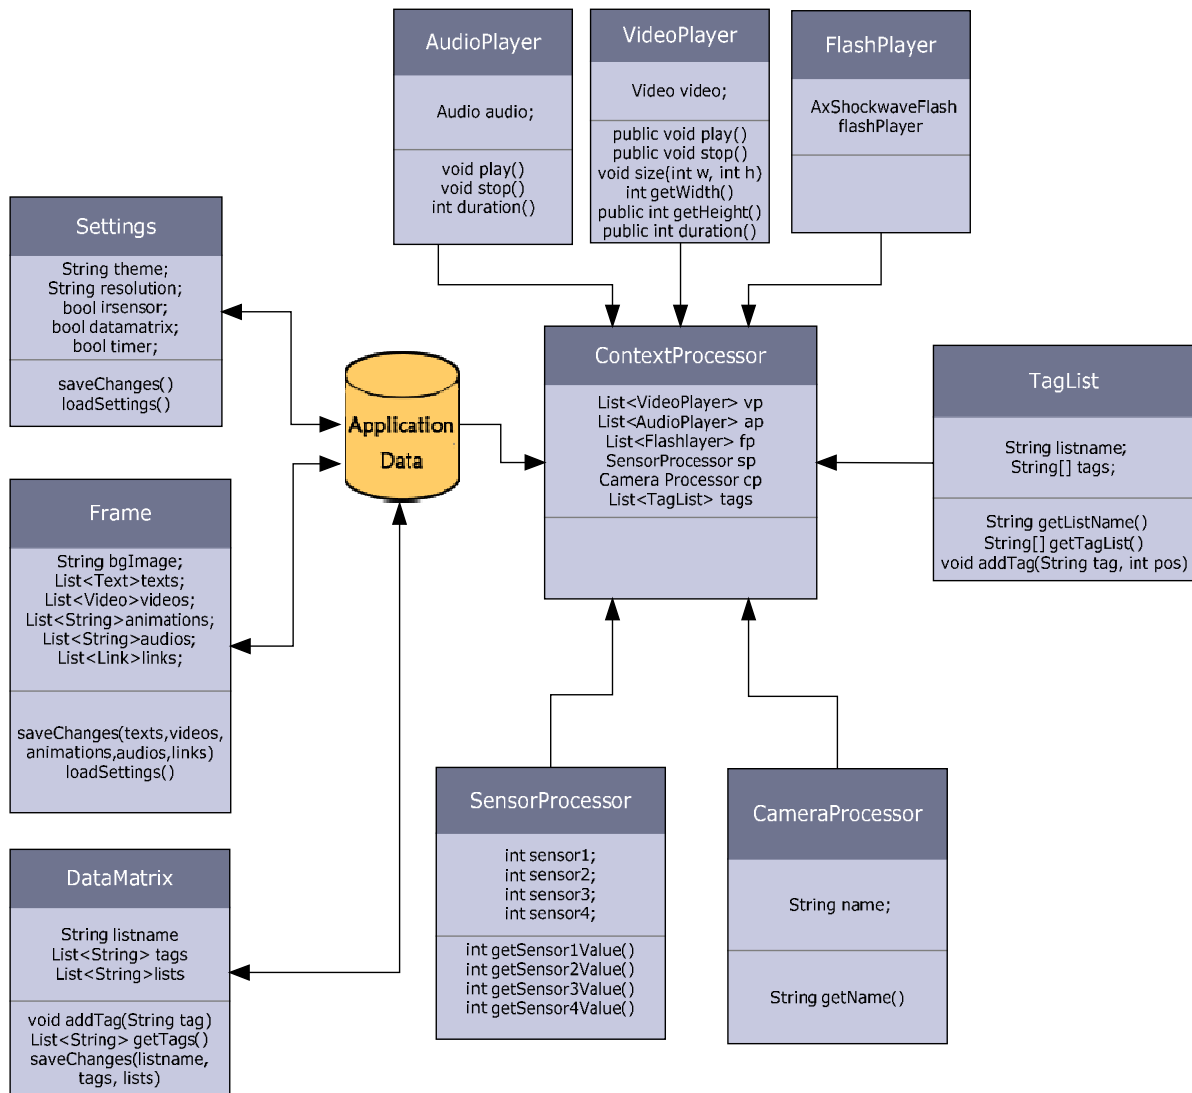 AudioPlayer
Audio audio;
void play()
void stop()
int duration()
VideoPlayer
Video video;
public void play()
public void stop()
void size(int w, int h)
int getWidth()
public int getHeight()
public int duration()
FlashPlayer
AxShockwaveFlash
flashPlayer
Settings
String theme;
String resolution;
bool irsensor;
bool datamatrix;
bool timer;
saveChanges()
loadSettings()
Application
Data
ContextProcessor
List<VideoPlayer> vp
List<AudioPlayer> ap
List<Flashlayer> fp
SensorProcessor sp
Camera Processor cp
List<TagList> tags
TagList
String listname;
String[] tags;
String getListName()
String[] getTagList()
void addTag(String tag, int pos)
Frame
String bgImage;
List<Text>texts;
List<Video>videos;
List<String>animations;
List<String>audios;
List<Link>links;
saveChanges(texts,videos,
animations,audios,links)
loadSettings()
DataMatrix
String listname
List<String> tags
List<String>lists
void addTag(String tag)
List<String> getTags()
saveChanges(listname,
tags, lists)
SensorProcessor
int sensor1;
int sensor2;
int sensor3;
int sensor4;
int getSensor1Value()
int getSensor2Value()
int getSensor3Value()
int getSensor4Value()
CameraProcessor
String name;
String getName()